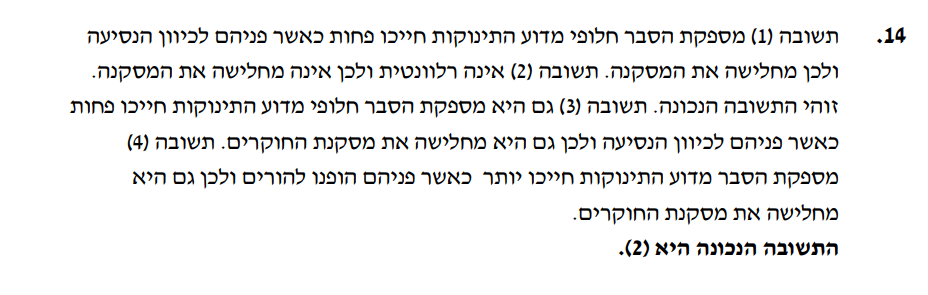 14. תשובה (1) מספקת הסבר חלופי מדוע התינוקות חייכו פחות כאשר פניהם לכיוון הנסיעה
ולכן מחלישה את המסקנה. תשובה (2) אינה רלוונטית ולכן אינה מחלישה את המסקנה.
זוהי התשובה הנכונה. תשובה (3) גם היא מספקת הסבר חלופי מדוע התינוקות חייכו פחות
כאשר פניהם לכיוון הנסיעה ולכן גם היא מחלישה את מסקנת החוקרים. תשובה (4)
מספקת הסבר מדוע התינוקות חייכו יותר  כאשר פניהם הופנו להורים ולכן גם היא
מחלישה את מסקנת החוקרים.
התשובה הנכונה היא (2).